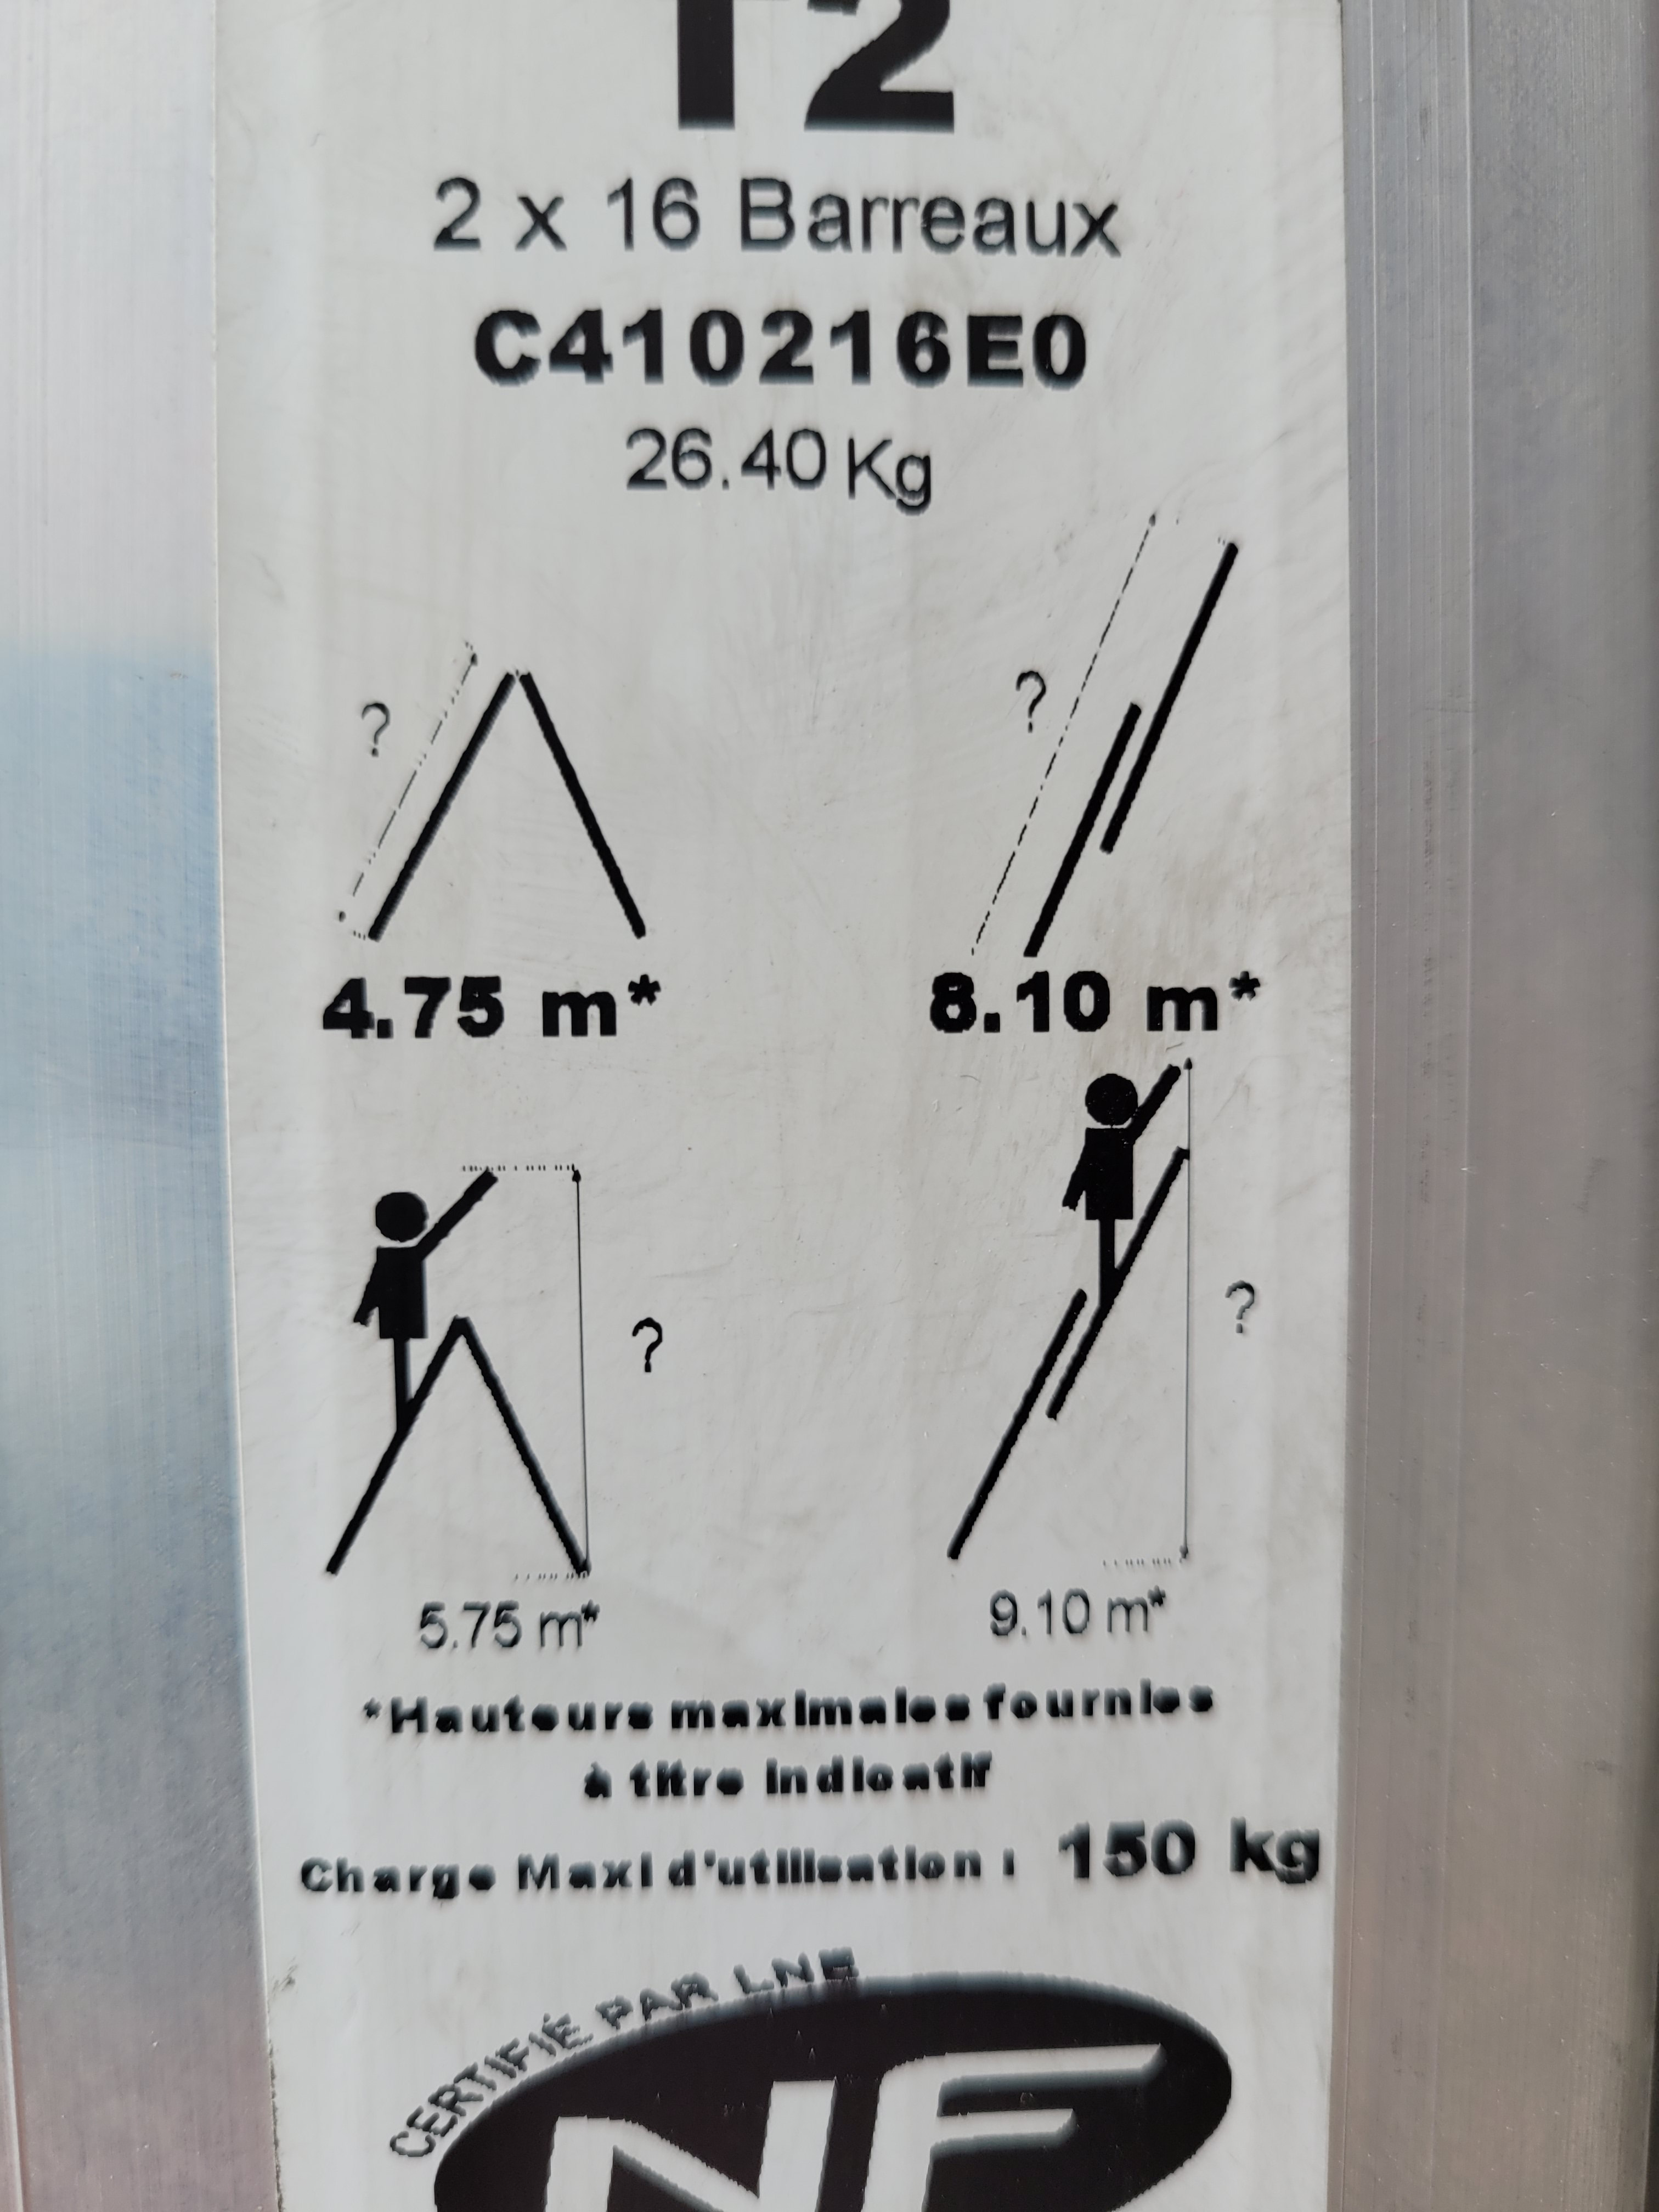 T2
2 x 16 Barreaux
C410216E0
26.40 Kg
? ?
4.75 m* 8.10 m*
? ?
5.75 m* 9.10 m*
*Hauteurs maximales fournies
à titre indicatif
Charge Maxi d'utilisation : 150 kg
CERTIFIÉ PAR LNE
NF